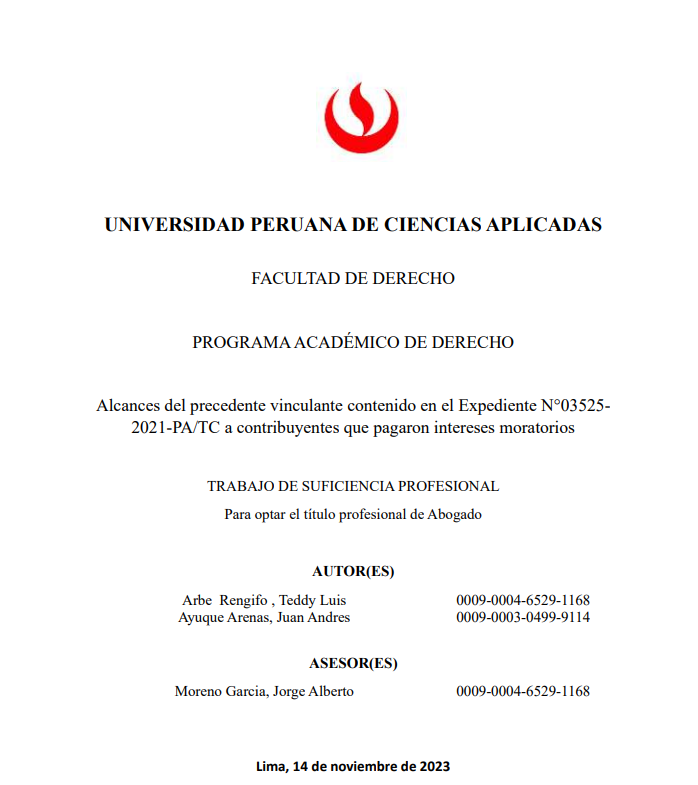 UNIVERSIDAD PERUANA DE CIENCIAS APLICADAS
FACULTAD DE DERECHO
PROGRAMA ACADÉMICO DE DERECHO
Alcances del precedente vinculante contenido en el Expediente N°03525-
2021-PA/TC a contribuyentes que pagaron intereses moratorios
TRABAJO DE SUFICIENCIA PROFESIONAL
Para optar el título profesional de Abogado
AUTOR(ES)
Arbe Rengifo , Teddy Luis 0009-0004-6529-1168
Ayuque Arenas, Juan Andres 0009-0003-0499-9114
ASESOR(ES)
Moreno Garcia, Jorge Alberto 0009-0004-6529-1168
Lima, 14 de noviembre de 2023